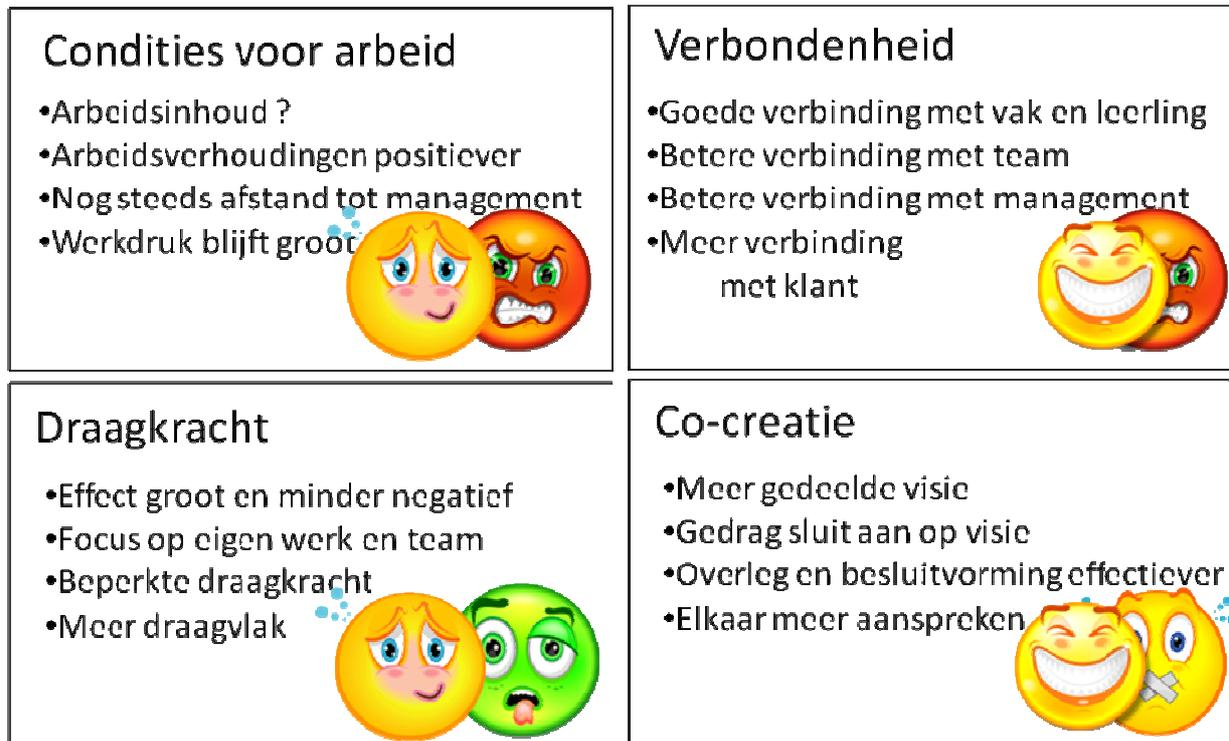 Condities voor arbeid
•Arbeidsinhoud ?
•Arbeidsverhoudingen positiever
•Nog steeds afstand tot management
•Werkdruk blijft groot
Verbondenheid
•Goede verbinding met vak en leerling
•Betere verbinding met team
•Betere verbinding met management
•Meer verbinding
met klant
Draagkracht
•Effect groot en minder negatief
•Focus op eigen werk en team
•Beperkte draagkracht
•Meer draagvlak
Co-creatie
•Meer gedeelde visie
•Gedrag sluit aan op visie
•Overleg en besluitvorming effectiever
•Elkaar meer aanspreken